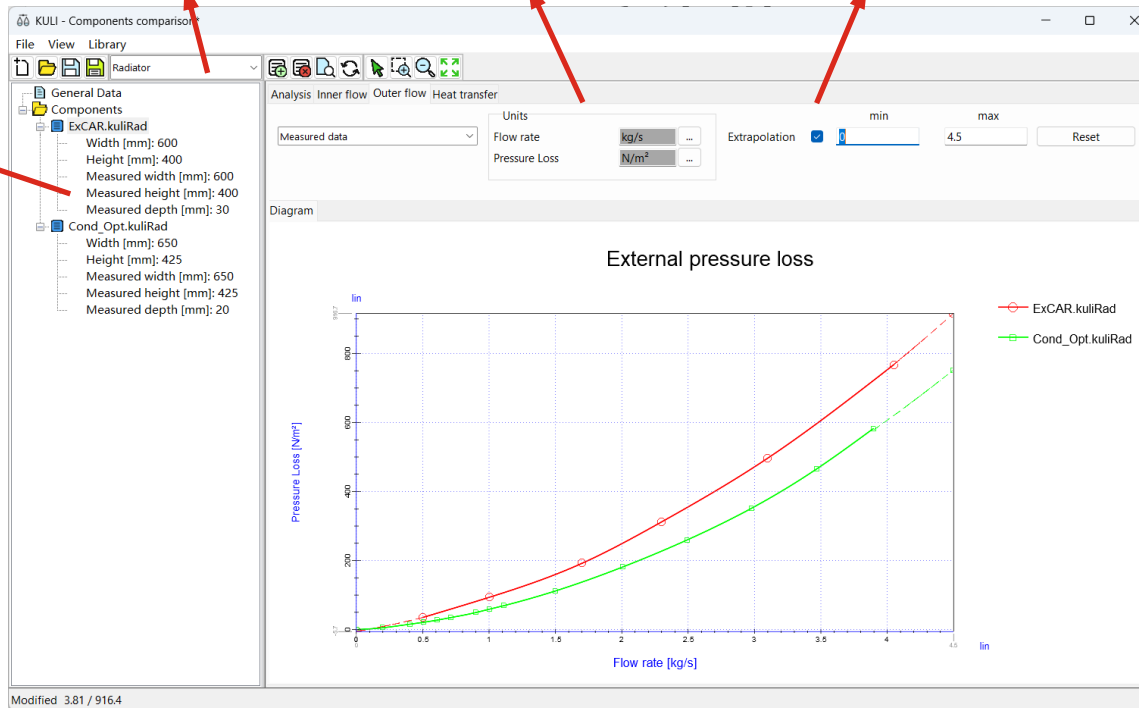 KULI - Components comparison*
File View Library
Radiator
General Data
Components
ExCAR.kuliRad
Width [mm]: 600
Height [mm]: 400
Measured width [mm]: 600
Measured height [mm]: 400
Measured depth [mm]: 30
Cond_Opt.kuliRad
Width [mm]: 650
Height [mm]: 425
Measured width [mm]: 650
Measured height [mm]: 425
Measured depth [mm]: 20
Analysis Inner flow Outer flow Heat transfer
Measured data
Units
Flow rate kg/s ...
Pressure Loss N/m² ...
Extrapolation
min max
0 4.5 Reset
Diagram
External pressure loss
lin
800
600
400
200
0
Pressure Loss [N/m²]
0 0.5 1 1.5 2 2.5 3 3.5 4 4.5
0
lin
Flow rate [kg/s]
ExCAR.kuliRad
Cond_Opt.kuliRad
Modified 3.81 / 916.4